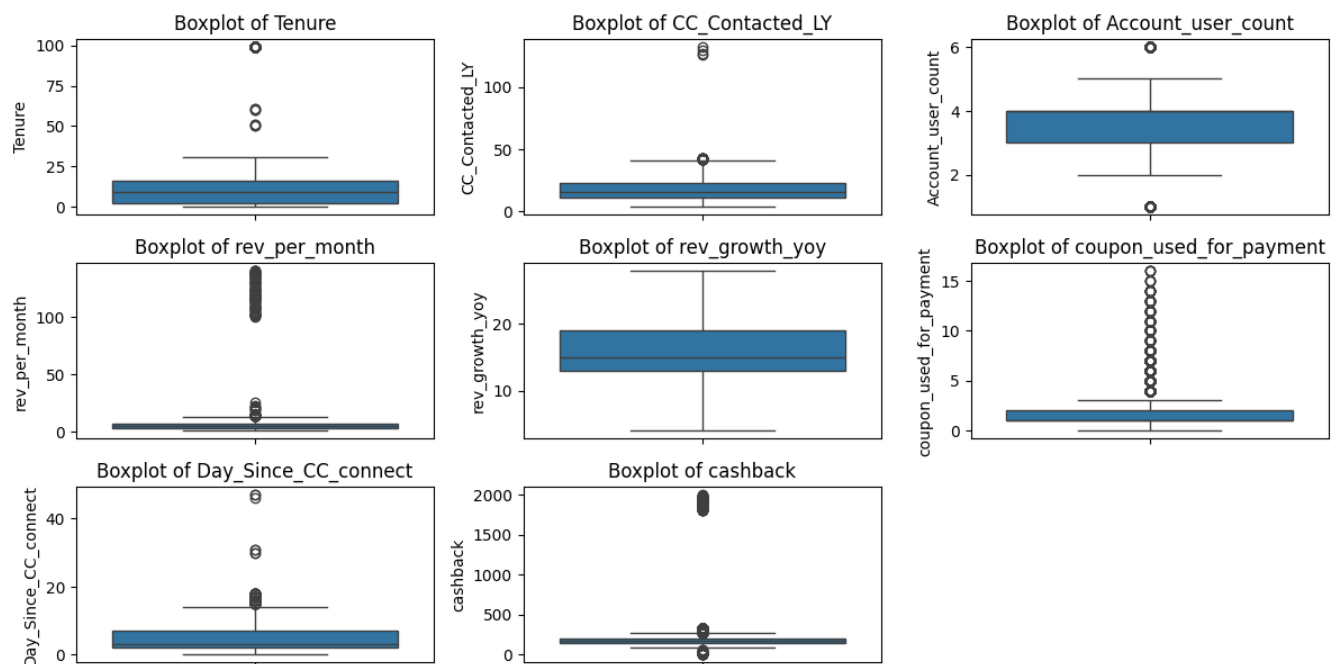 Boxplot of Tenure
Tenure
100
75
50
25
0
Boxplot of CC_Contacted_LY
CC_Contacted_LY
100
50
0
Boxplot of Account_user_count
Account_user_count
6
4
2
Boxplot of rev_per_month
rev_per_month
100
50
0
Boxplot of rev_growth_yoy
rev_growth_yoy
20
10
Boxplot of coupon_used_for_payment
coupon_used_for_payment
15
10
5
0
Boxplot of Day_Since_CC_connect
Day_Since_CC_connect
40
20
0
Boxplot of cashback
cashback
2000
1500
1000
500
0